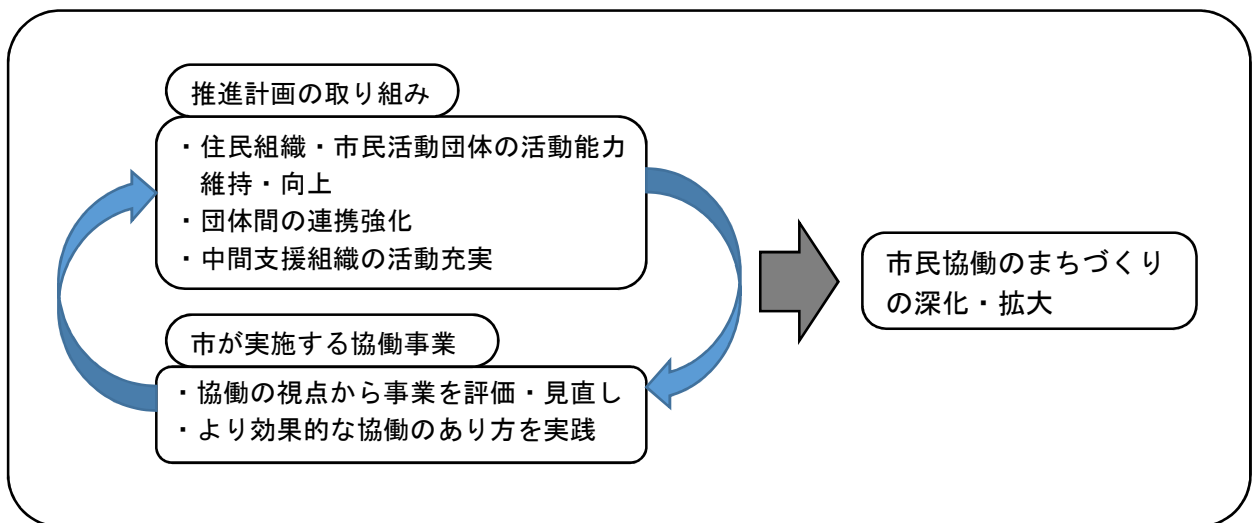 推進計画の取り組み
・住民組織・市民活動団体の活動能力
維持・向上
・団体間の連携強化
・中間支援組織の活動充実
市が実施する協働事業
・協働の視点から事業を評価・見直し
・より効果的な協働のあり方を実践
市民協働のまちづくり
の深化・拡大